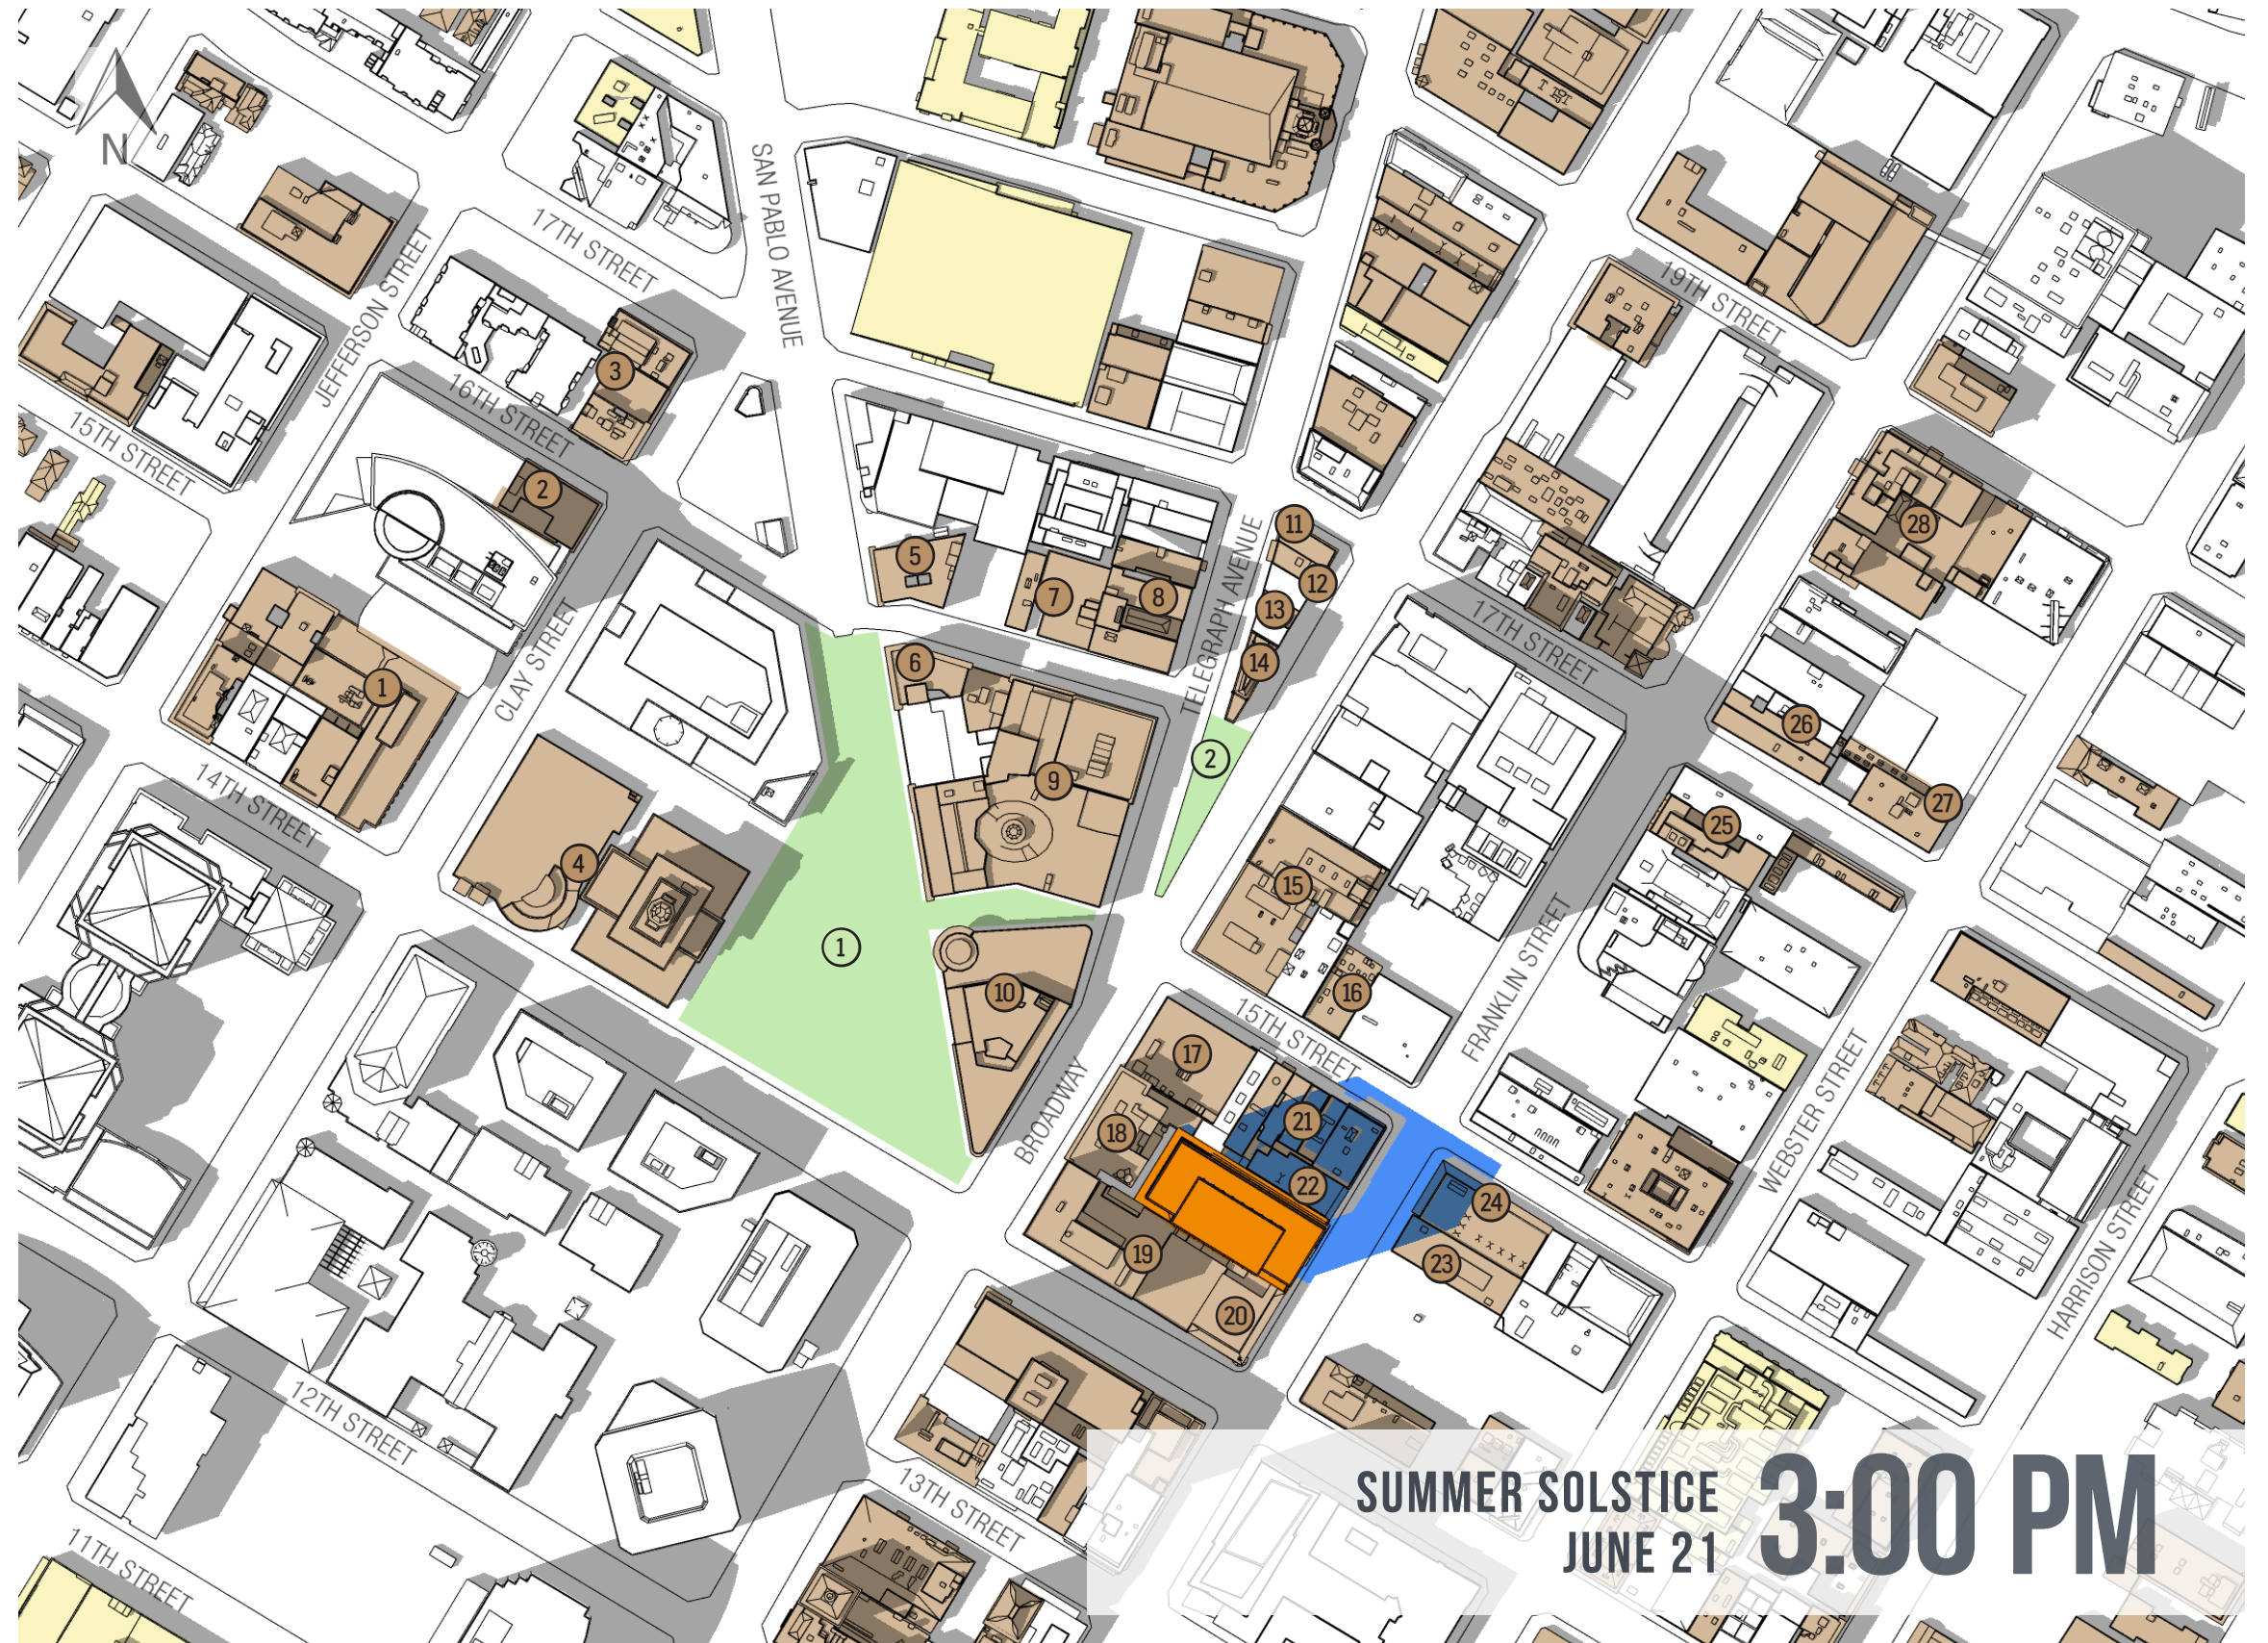 N
17TH STREET
SAN PABLO AVENUE
19TH STREET
JEFFERSON STREET
16TH STREET
15TH STREET
3
2
5
7
8
TELEGRAPH AVENUE
11
12
13
14
28
17TH STREET
CLAY STREET
1
6
9
2
26
27
25
14TH STREET
4
15
1
10
16
FRANKLIN STREET
15TH STREET
BROADWAY
17
18
21
22
24
23
19
20
WEBSTER STREET
HARRISON STREET
12TH STREET
13TH STREET
11TH STREET
SUMMER SOLSTICE
JUNE 21
3:00 PM